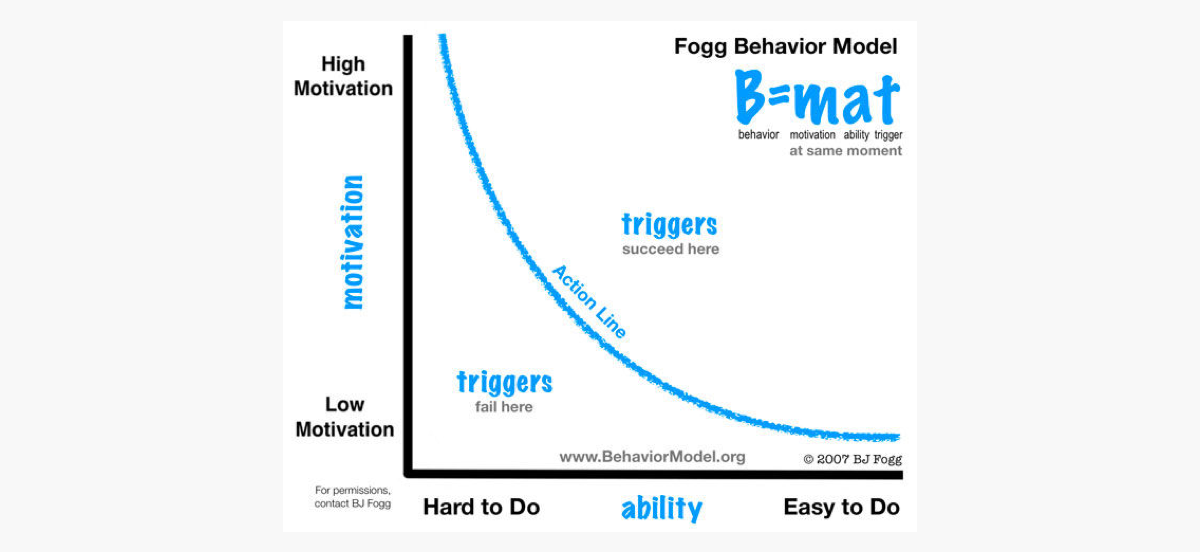 Fogg Behavior Model
B=mat
behavior motivation ability trigger
at same moment
High
Motivation
motivation
triggers
succeed here
Action Line
triggers
fail here
Low
Motivation
www.BehaviorModel.org
© 2007 BJ Fogg
For permissions,
contact BJ Fogg
Hard to Do
ability
Easy to Do